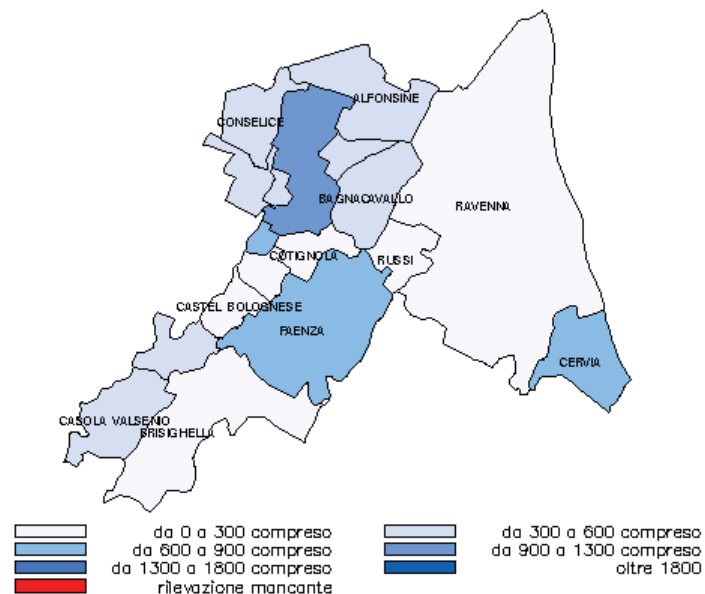 ALFONSINE
CONSELICE
BAGNACAVALLO
RAVENNA
COTIGNOLA
RUSSI
CASTEL BOLOGNESE
FAENZA
CERVIA
CASOLA VALSENIO
BRISIGHELLA
da 0 a 300 compreso
da 300 a 600 compreso
da 600 a 900 compreso
da 900 a 1300 compreso
da 1300 a 1800 compreso
oltre 1800
rilevazione mancante